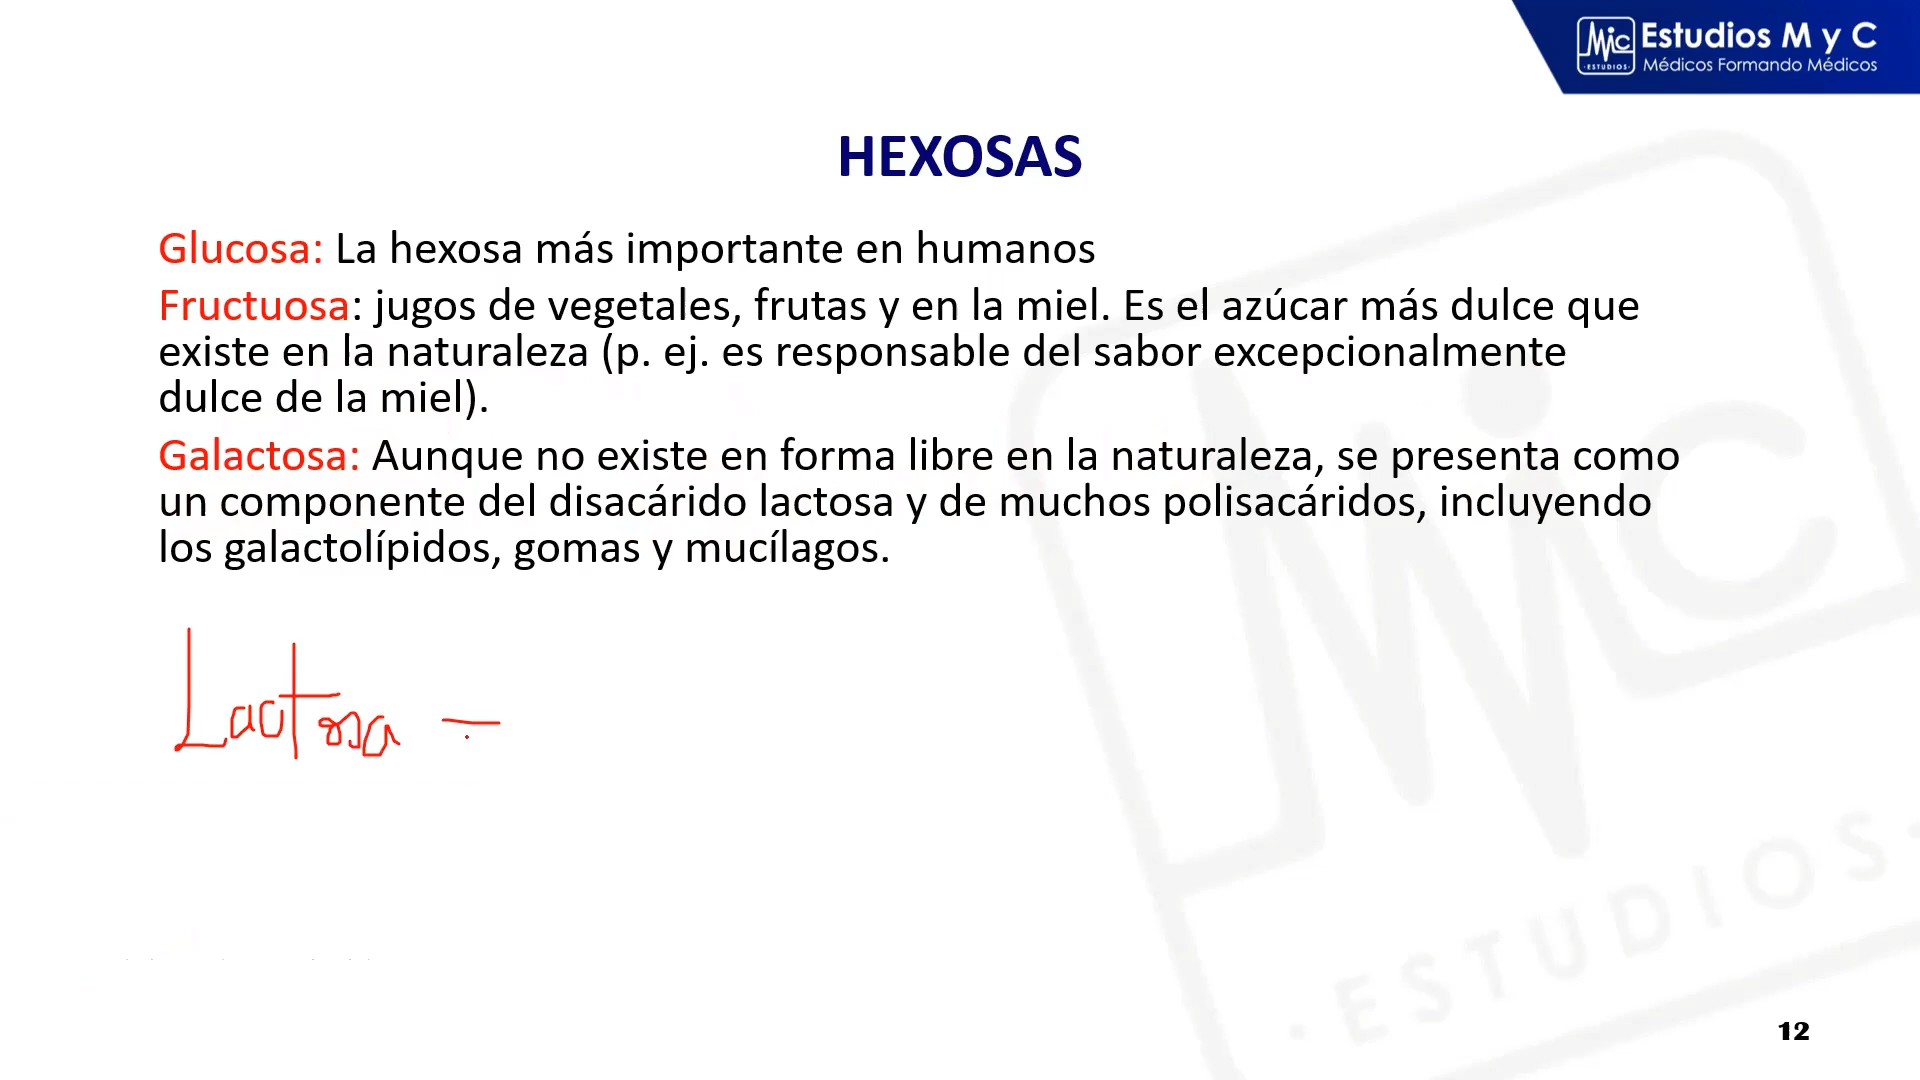 Mic Estudios M y C
·ESTUDIOS· Médicos Formando Médicos
HEXOSAS
Glucosa: La hexosa más importante en humanos
Fructuosa: jugos de vegetales, frutas y en la miel. Es el azúcar más dulce que
existe en la naturaleza (p. ej. es responsable del sabor excepcionalmente
dulce de la miel).
Galactosa: Aunque no existe en forma libre en la naturaleza, se presenta como
un componente del disacárido lactosa y de muchos polisacáridos, incluyendo
los galactolípidos, gomas y mucílagos.
Lactosa =
Mic
·ESTUDIOS·
12